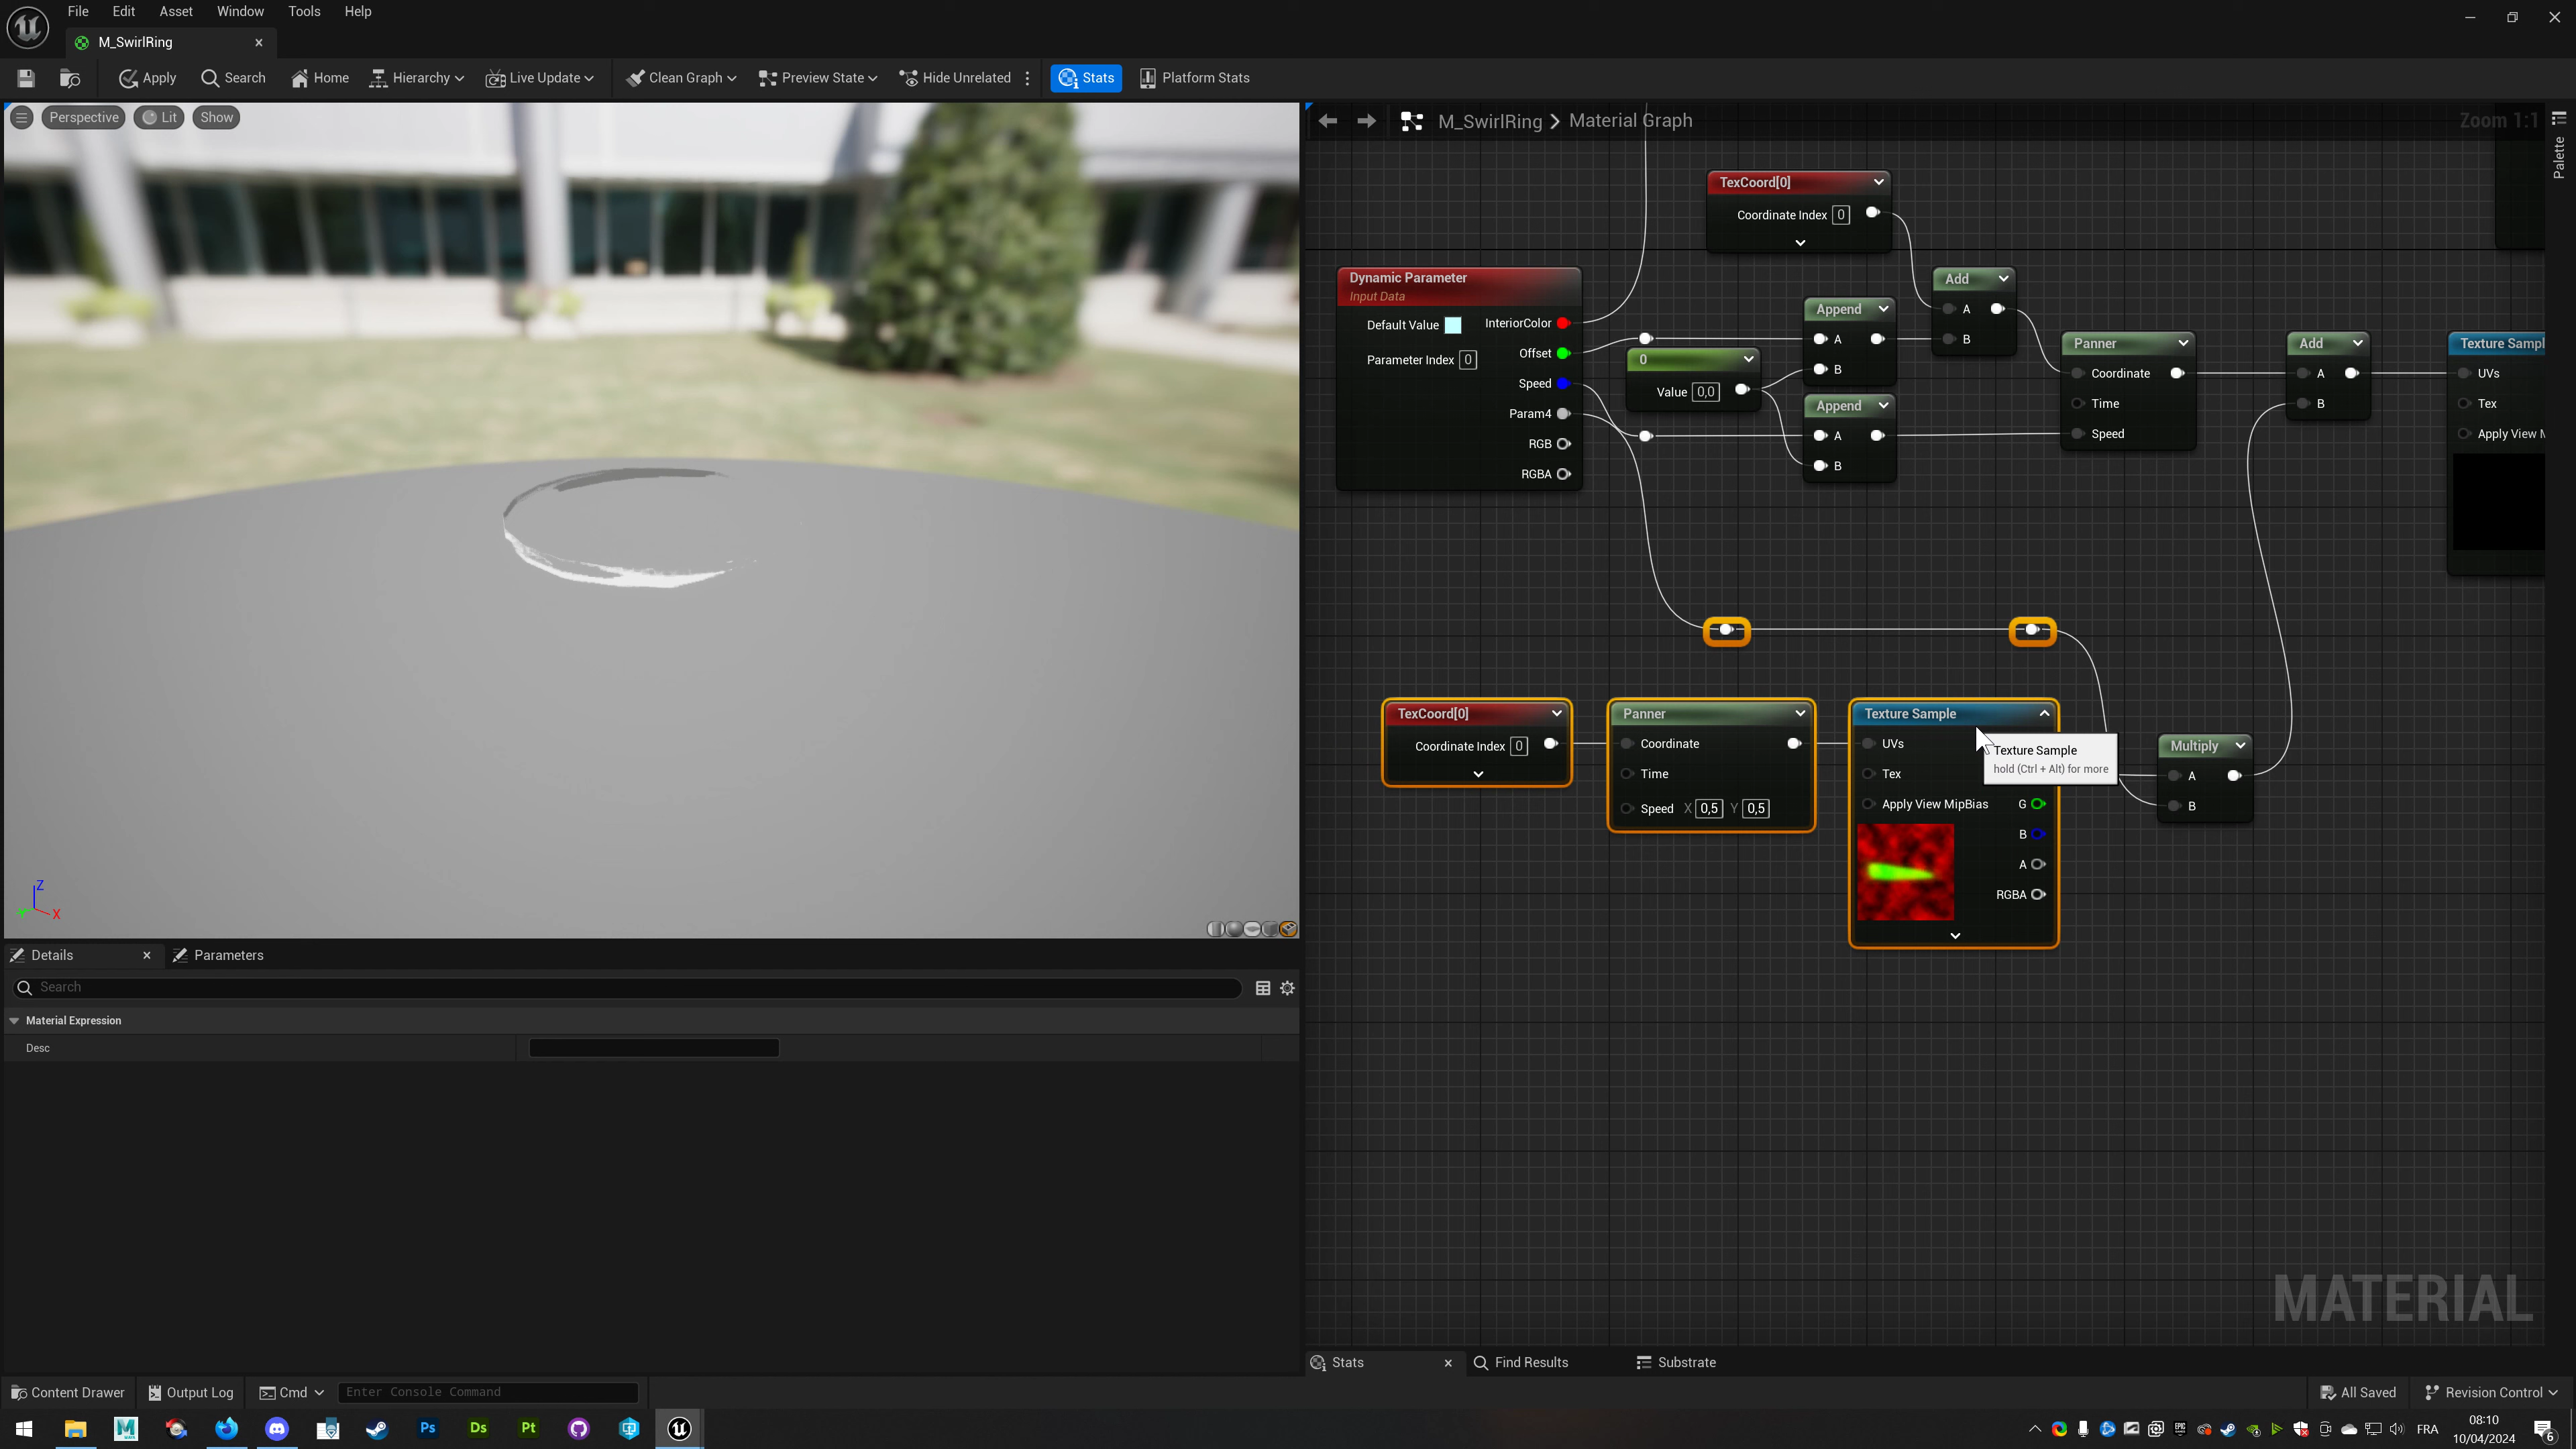 File Edit Asset Window Tools Help
M_SwirlRing
Apply Search Home Hierarchy Live Update Clean Graph Preview State Hide Unrelated Stats Platform Stats
Perspective Lit Show
M_SwirlRing > Material Graph
Zoom 1:1
Palette
TexCoord[0]
Coordinate Index 0
Dynamic Parameter
Input Data
Default Value
Parameter Index 0
InteriorColor
Offset
Speed
Param4
RGB
RGBA
0
Value 0,0
Append
A
B
Append
A
B
Add
A
B
Panner
Coordinate
Time
Speed
Add
A
B
Texture Sampl
UVs
Tex
Apply View M
TexCoord[0]
Coordinate Index 0
Panner
Coordinate
Time
Speed X 0,5 Y 0,5
Texture Sample
UVs
Tex
Apply View MipBias G
B
A
RGBA
Texture Sample
hold (Ctrl + Alt) for more
Multiply
A
B
MATERIAL
Z
X
Details Parameters
Search
Material Expression
Desc
Stats Find Results Substrate
Content Drawer Output Log Cmd Enter Console Command All Saved Revision Control
M Ps Ds Pt
FRA
08:10
10/04/2024
6